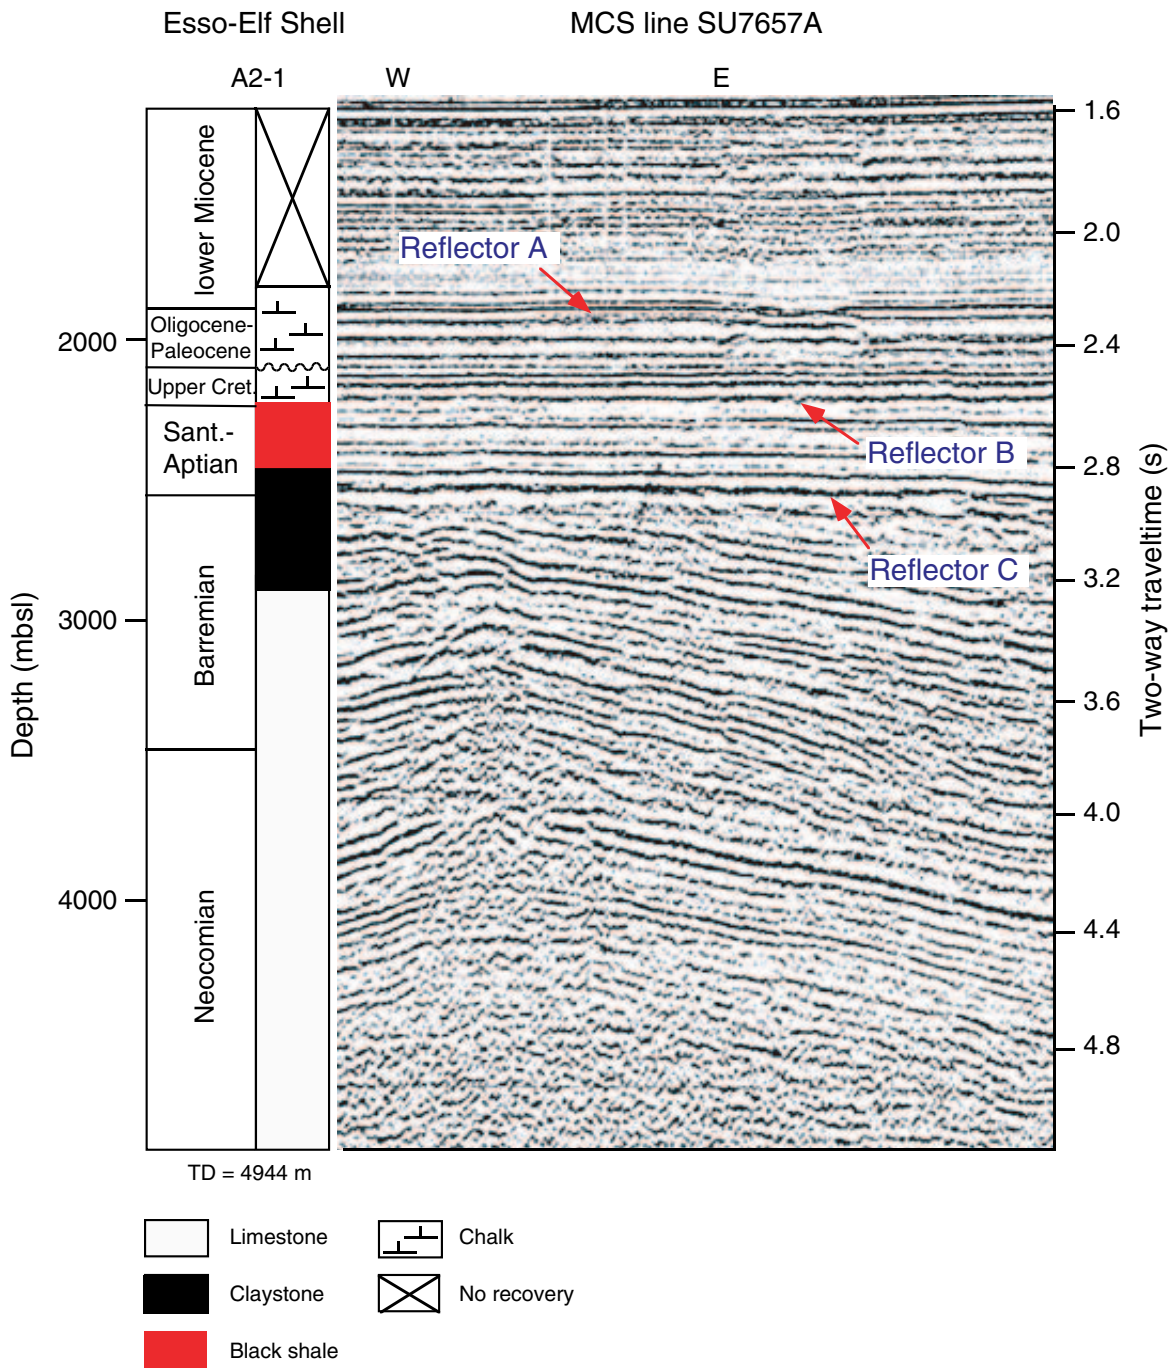 Esso-Elf Shell
MCS line SU7657A
A2-1
W
E
lower Miocene
Oligocene-
Paleocene
Upper Cret.
Sant.-
Aptian
Barremian
Neocomian
Depth (mbsl)
2000
3000
4000
Reflector A
Reflector B
Reflector C
1.6
2.0
2.4
2.8
3.2
3.6
4.0
4.4
4.8
Two-way traveltime (s)
TD = 4944 m
Limestone
Chalk
Claystone
No recovery
Black shale